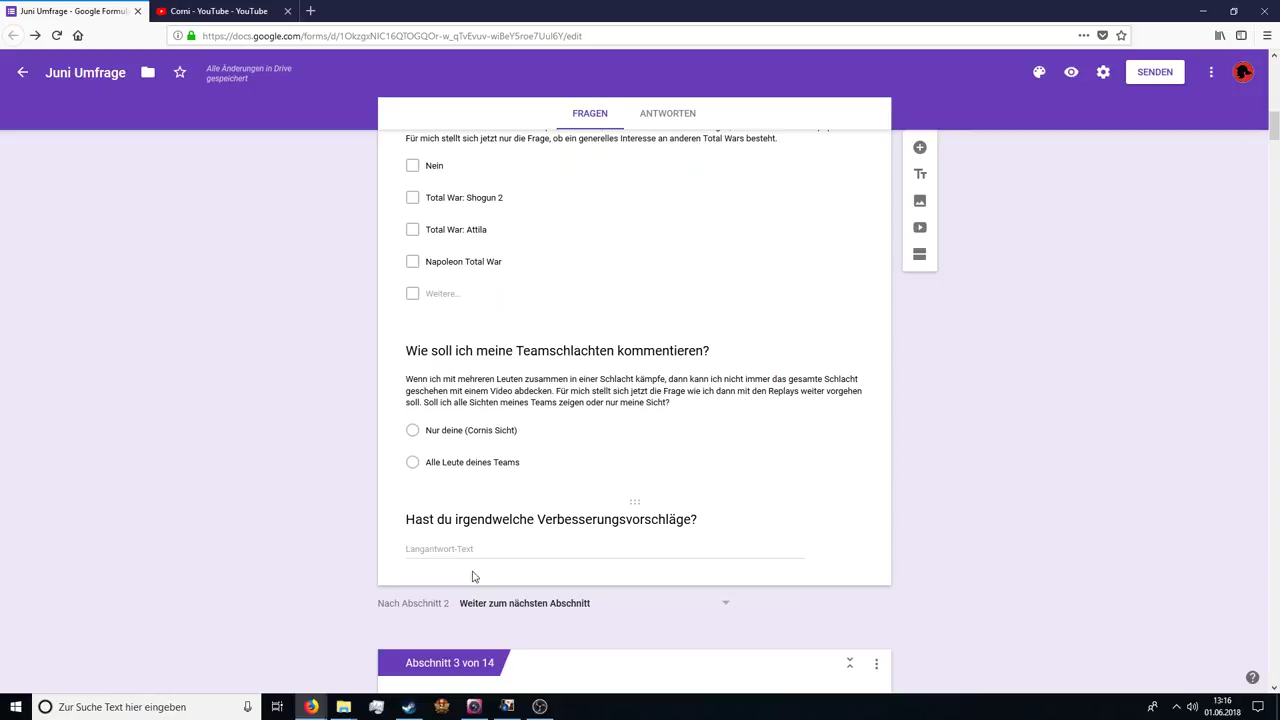 Juni Umfrage - Google Formul
Corni - YouTube
https://docs.google.com/forms/d/1OkzgxNIC16QTOGQOr-w_qTvEvuv-wiBeY5roe7UuI6Y/edit
Juni Umfrage
Alle Änderungen in Drive
gespeichert
SENDEN
FRAGEN
ANTWORTEN
Für mich stellt sich jetzt nur die Frage, ob ein generelles Interesse an anderen Total Wars besteht.
Nein
Total War: Shogun 2
Total War: Attila
Napoleon Total War
Weitere...
Wie soll ich meine Teamschlachten kommentieren?
Wenn ich mit mehreren Leuten zusammen in einer Schlacht kämpfe, dann kann ich nicht immer das gesamte Schlacht
geschehen mit einem Video abdecken. Für mich stellt sich jetzt die Frage wie ich dann mit den Replays weiter vorgehen
soll. Soll ich alle Sichten meines Teams zeigen oder nur meine Sicht?
Nur deine (Cornis Sicht)
Alle Leute deines Teams
Hast du irgendwelche Verbesserungsvorschläge?
Langantwort-Text
Nach Abschnitt 2 Weiter zum nächsten Abschnitt
Abschnitt 3 von 14
Zur Suche Text hier eingeben
13:16
01.06.2018